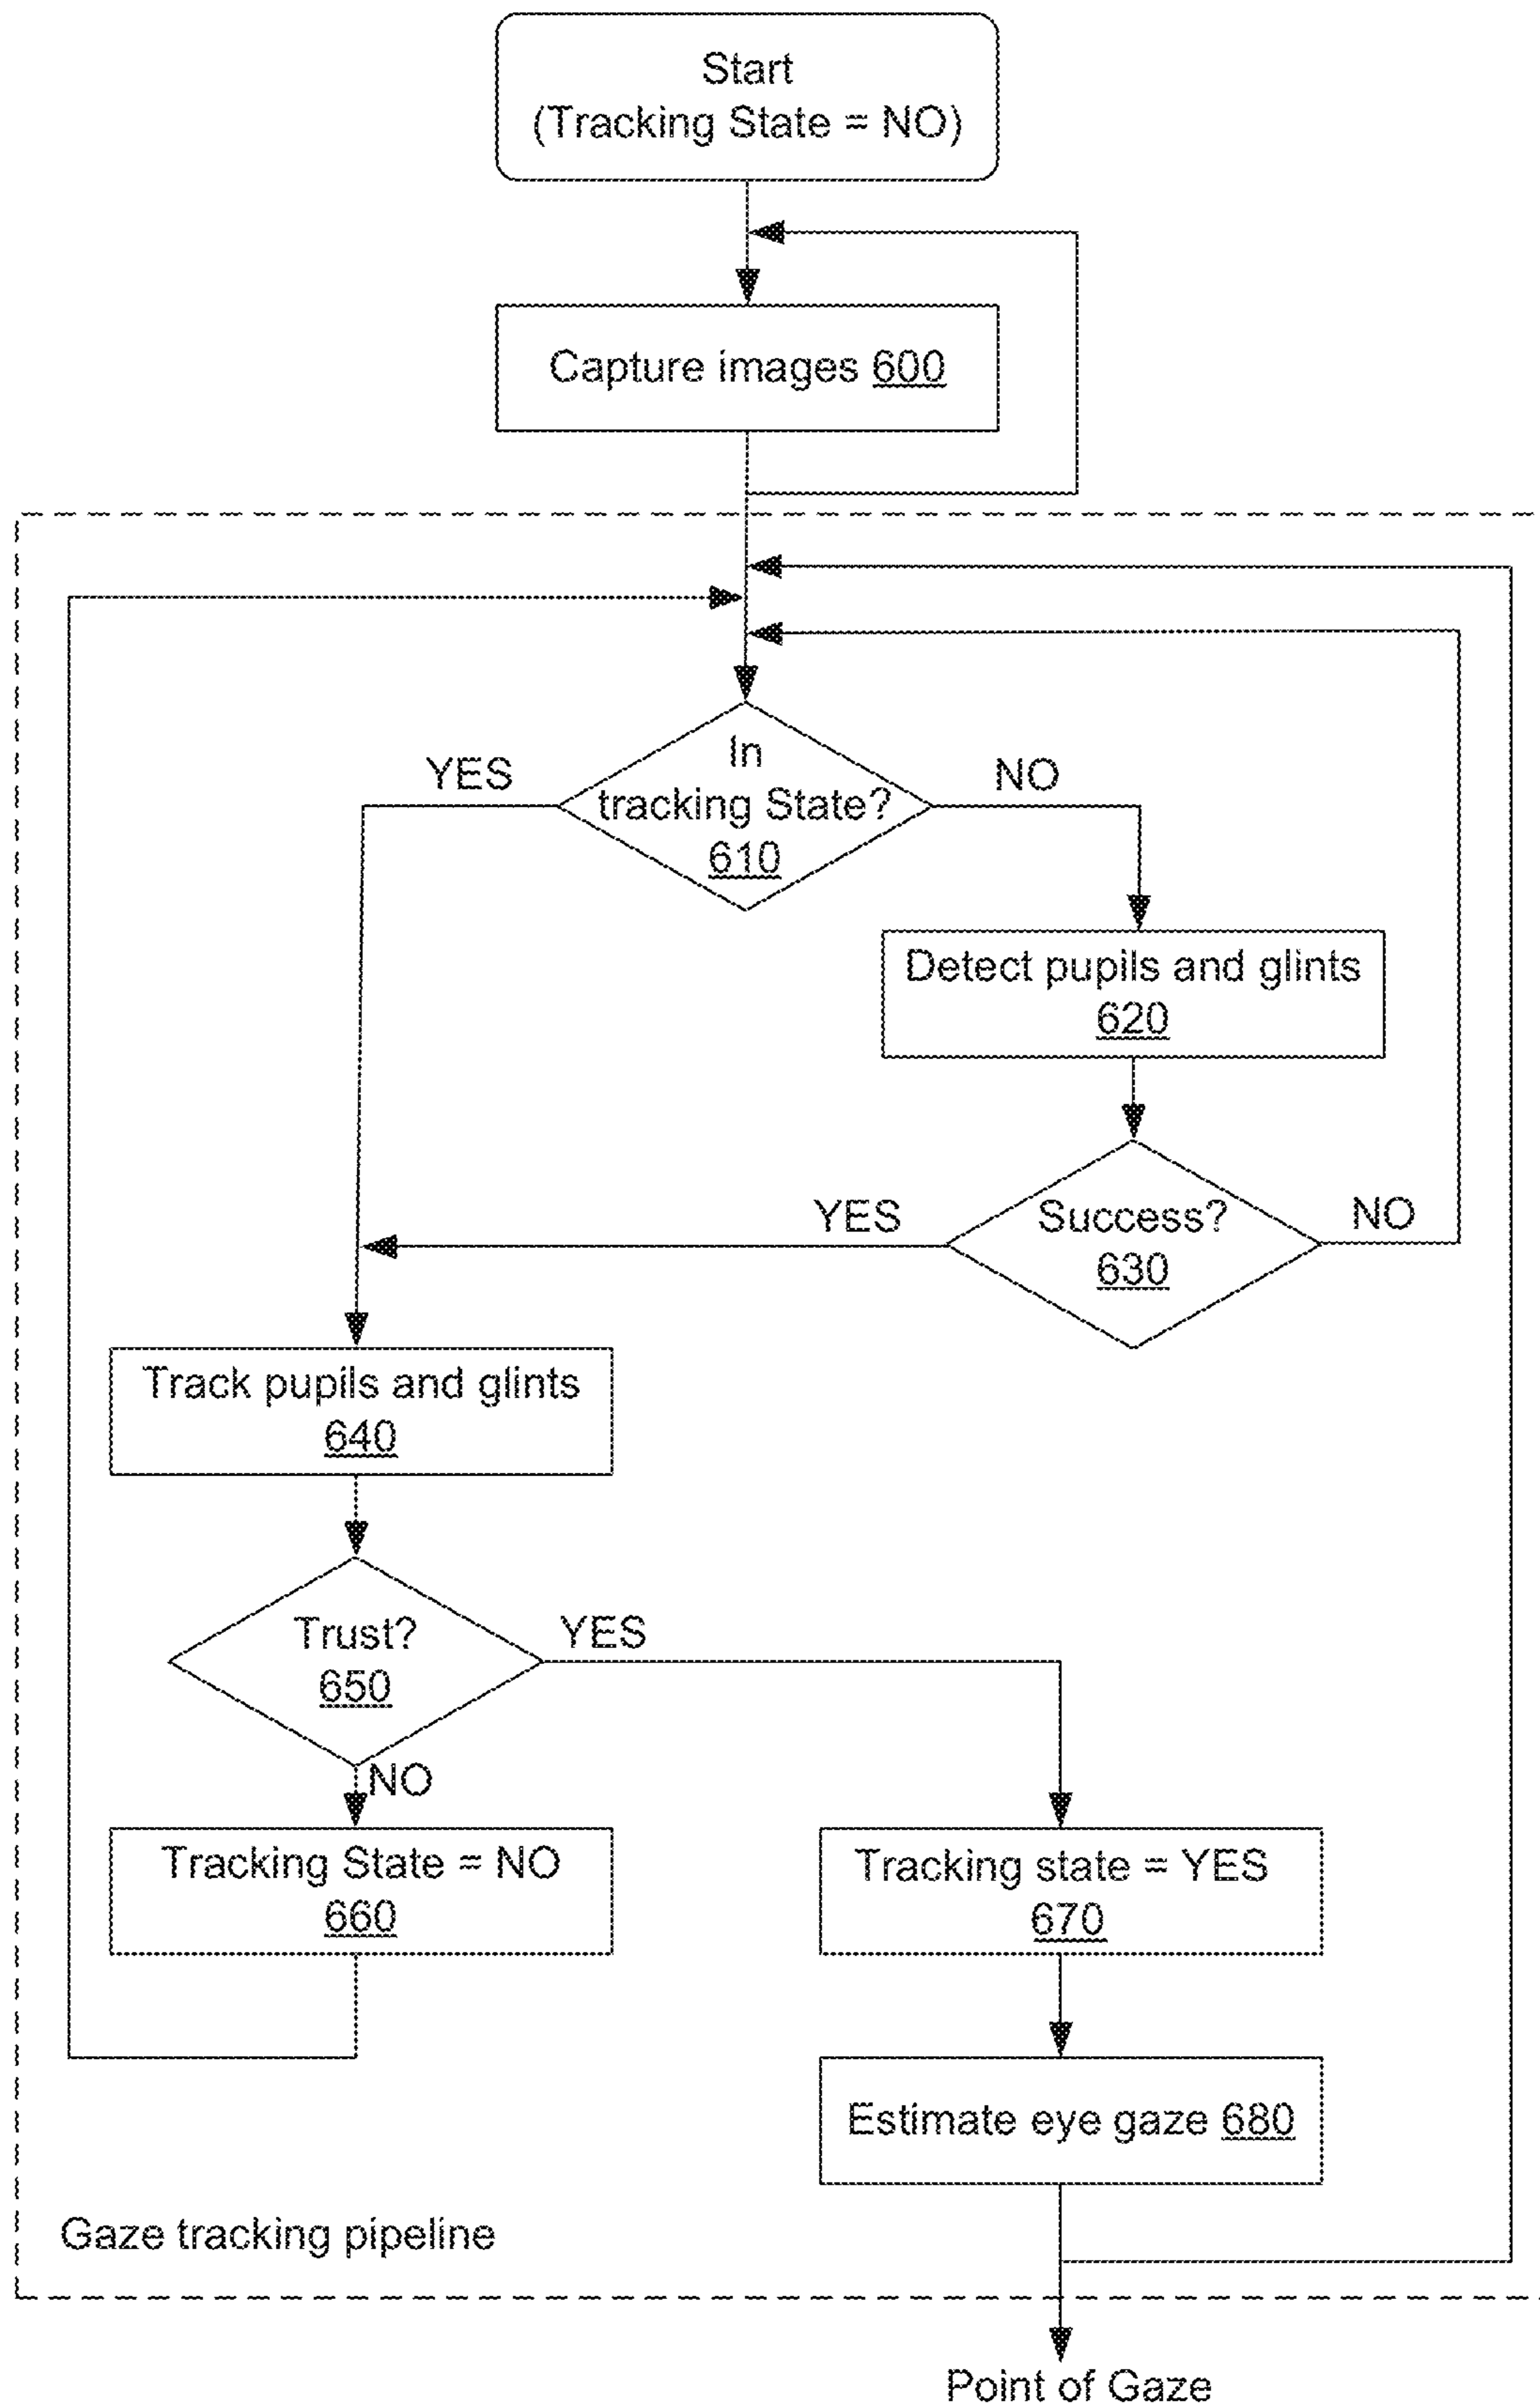 Start
(Tracking State = NO)
Capture images 600
In
tracking State?
610
YES
NO
Detect pupils and glints
620
Success?
630
YES
NO
Track pupils and glints
640
Trust?
650
YES
NO
Tracking State = NO
660
Tracking state = YES
670
Estimate eye gaze 680
Gaze tracking pipeline
Point of Gaze